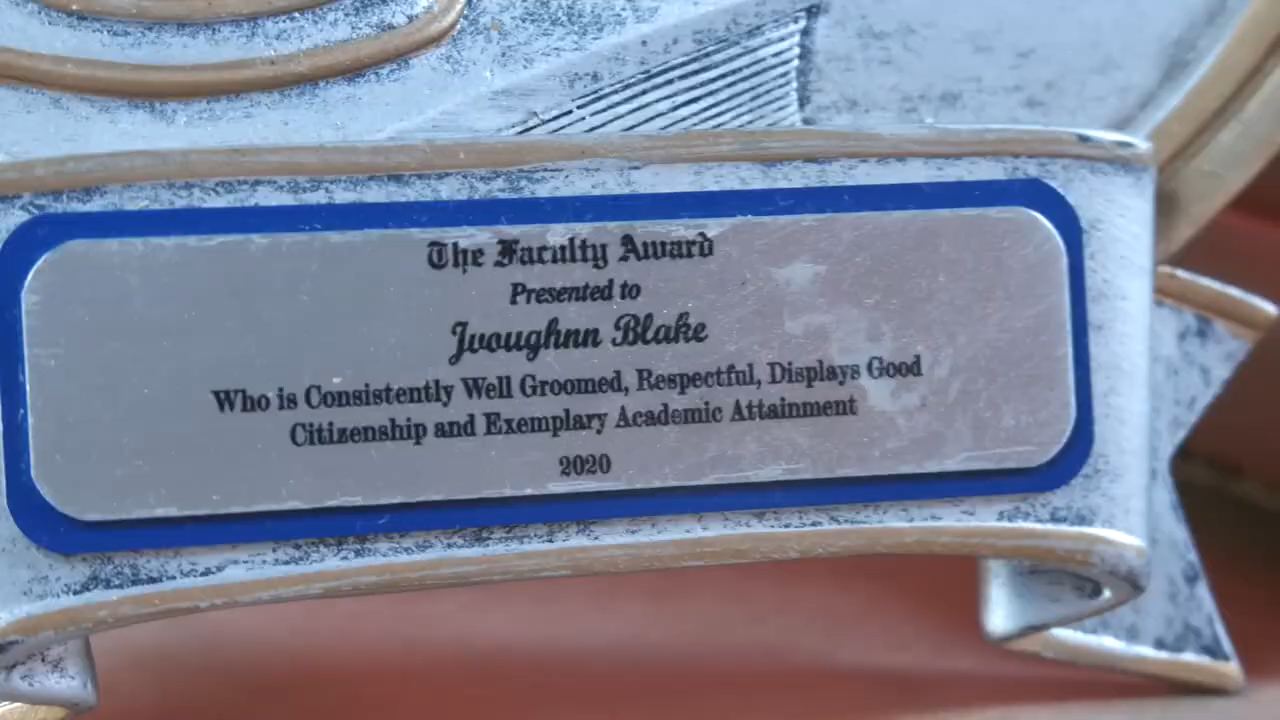 The Faculty Award
Presented to
Jvoughnn Blake
Who is Consistently Well Groomed, Respectful, Displays Good
Citizenship and Exemplary Academic Attainment
2020